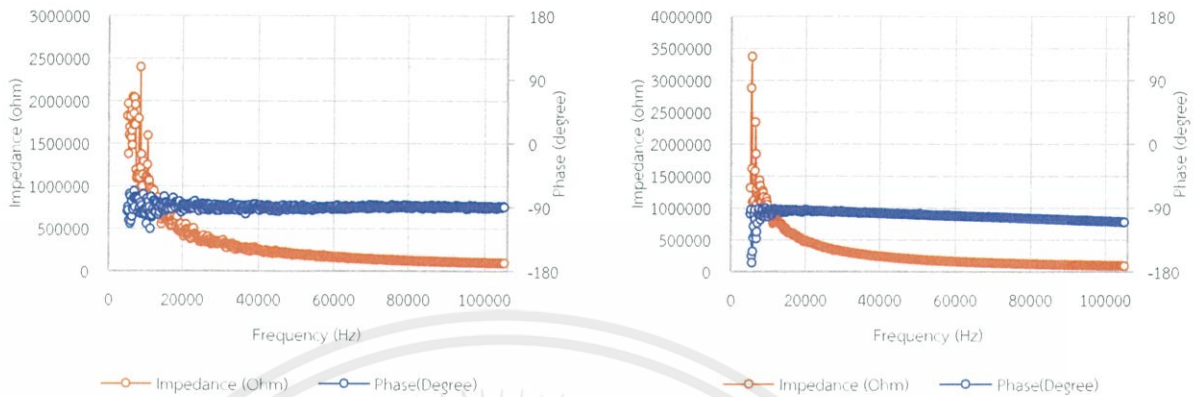 3000000
2500000
2000000
1500000
1000000
500000
0
Impedance (ohm)
180
90
0
-90
-180
Phase (degree)
0 20000 40000 60000 80000 100000
Frequency (Hz)
Impedance (Ohm) Phase(Degree)
4000000
3500000
3000000
2500000
2000000
1500000
1000000
500000
0
Impedance (ohm)
180
90
0
-90
-180
Phase (degree)
0 20000 40000 60000 80000 100000
Frequency (Hz)
Impedance (Ohm) Phase(Degree)